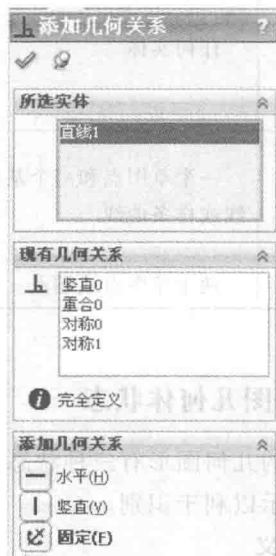 添加几何关系 ?
所选实体
直线1
现有几何关系
竖直0
重合0
对称0
对称1
完全定义
添加几何关系
水平(H)
竖直(V)
固定(F)